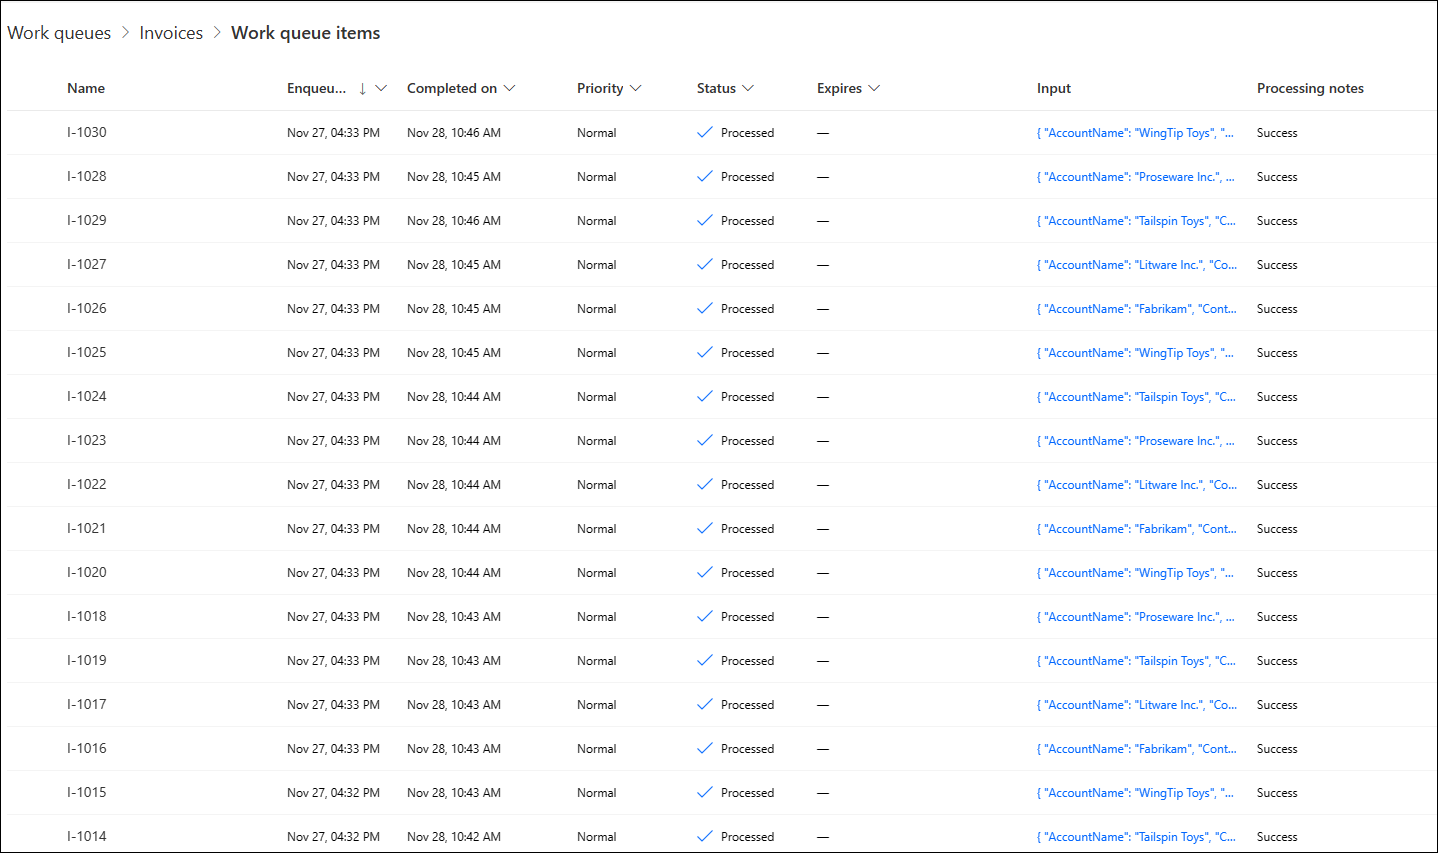 Work queues > Invoices > Work queue items
Name Enqueu... ↓ Completed on Priority Status Expires Input Processing notes
I-1030 Nov 27, 04:33 PM Nov 28, 10:46 AM Normal Processed — { "AccountName": "WingTip Toys", "... Success
I-1028 Nov 27, 04:33 PM Nov 28, 10:45 AM Normal Processed — { "AccountName": "Proseware Inc.", ... Success
I-1029 Nov 27, 04:33 PM Nov 28, 10:46 AM Normal Processed — { "AccountName": "Tailspin Toys", "C... Success
I-1027 Nov 27, 04:33 PM Nov 28, 10:45 AM Normal Processed — { "AccountName": "Litware Inc.", "Co... Success
I-1026 Nov 27, 04:33 PM Nov 28, 10:45 AM Normal Processed — { "AccountName": "Fabrikam", "Cont... Success
I-1025 Nov 27, 04:33 PM Nov 28, 10:45 AM Normal Processed — { "AccountName": "WingTip Toys", "... Success
I-1024 Nov 27, 04:33 PM Nov 28, 10:44 AM Normal Processed — { "AccountName": "Tailspin Toys", "C... Success
I-1023 Nov 27, 04:33 PM Nov 28, 10:44 AM Normal Processed — { "AccountName": "Proseware Inc.", ... Success
I-1022 Nov 27, 04:33 PM Nov 28, 10:44 AM Normal Processed — { "AccountName": "Litware Inc.", "Co... Success
I-1021 Nov 27, 04:33 PM Nov 28, 10:44 AM Normal Processed — { "AccountName": "Fabrikam", "Cont... Success
I-1020 Nov 27, 04:33 PM Nov 28, 10:44 AM Normal Processed — { "AccountName": "WingTip Toys", "... Success
I-1018 Nov 27, 04:33 PM Nov 28, 10:43 AM Normal Processed — { "AccountName": "Proseware Inc.", ... Success
I-1019 Nov 27, 04:33 PM Nov 28, 10:43 AM Normal Processed — { "AccountName": "Tailspin Toys", "C... Success
I-1017 Nov 27, 04:33 PM Nov 28, 10:43 AM Normal Processed — { "AccountName": "Litware Inc.", "Co... Success
I-1016 Nov 27, 04:33 PM Nov 28, 10:43 AM Normal Processed — { "AccountName": "Fabrikam", "Cont... Success
I-1015 Nov 27, 04:32 PM Nov 28, 10:43 AM Normal Processed — { "AccountName": "WingTip Toys", "... Success
I-1014 Nov 27, 04:32 PM Nov 28, 10:42 AM Normal Processed — { "AccountName": "Tailspin Toys", "C... Success